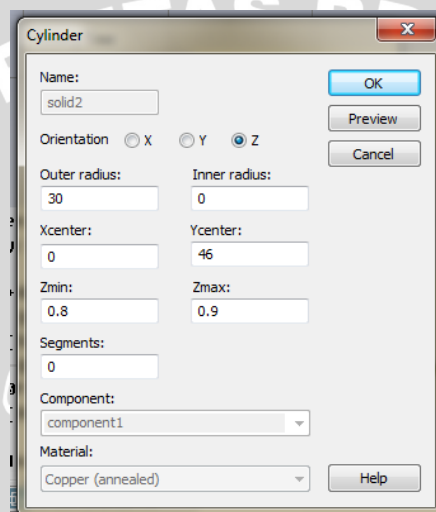 Cylinder
Name:
solid2
OK
Preview
Cancel
Orientation X Y Z
Outer radius: Inner radius:
30 0
Xcenter: Ycenter:
0 46
Zmin: Zmax:
0.8 0.9
Segments:
0
Component:
component1
Material:
Copper (annealed)
Help